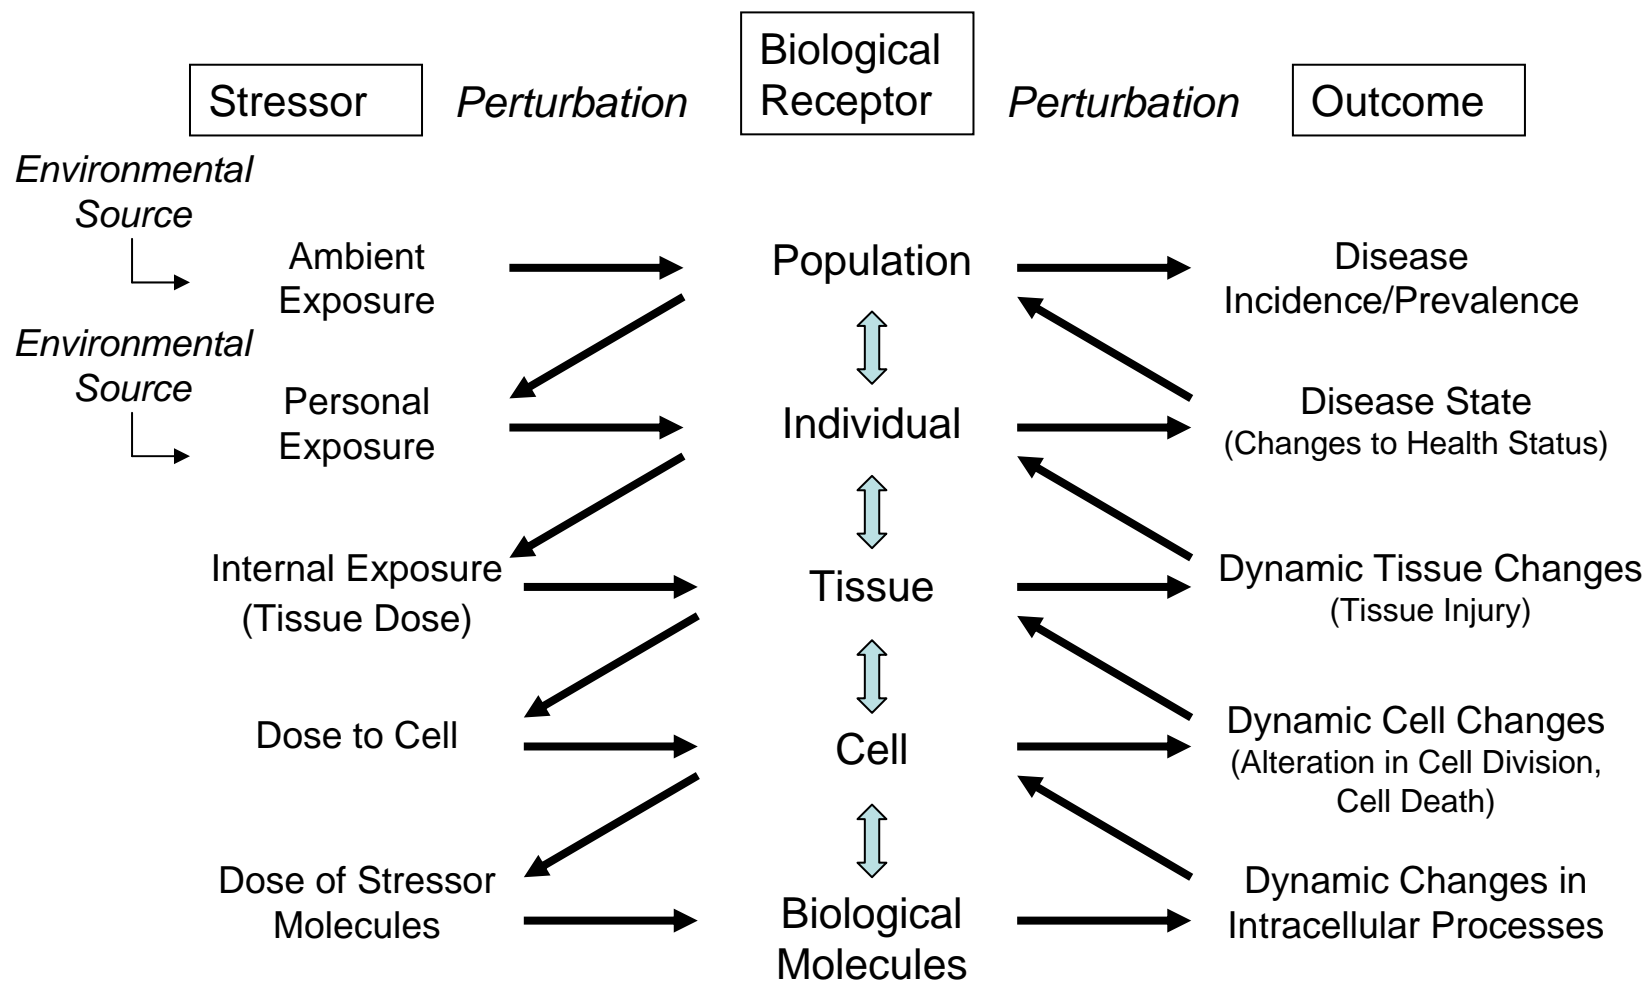 Stressor
Perturbation
Biological
Receptor
Perturbation
Outcome
Environmental
Source
Ambient
Exposure
Population
Disease
Incidence/Prevalence
Environmental
Source
Personal
Exposure
Individual
Disease State
(Changes to Health Status)
Internal Exposure
(Tissue Dose)
Tissue
Dynamic Tissue Changes
(Tissue Injury)
Dose to Cell
Cell
Dynamic Cell Changes
(Alteration in Cell Division,
Cell Death)
Dose of Stressor
Molecules
Biological
Molecules
Dynamic Changes in
Intracellular Processes